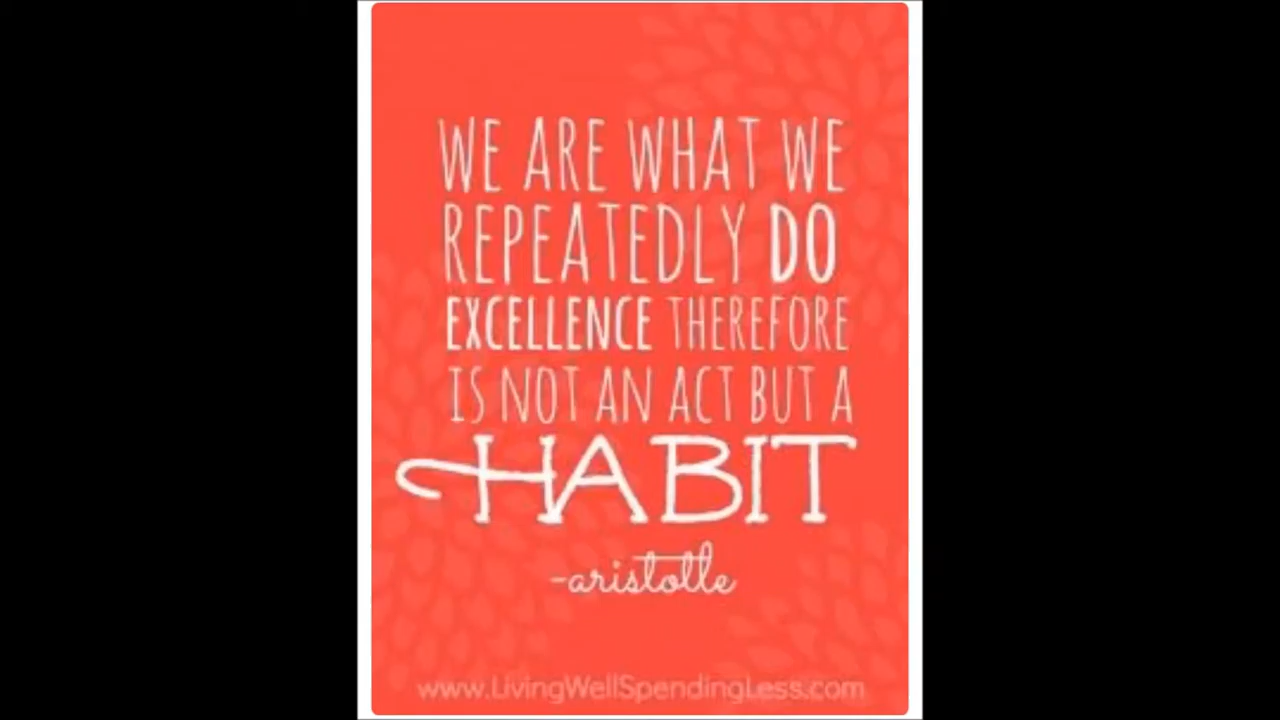 WE ARE WHAT WE
REPEATEDLY DO
EXCELLENCE THEREFORE
IS NOT AN ACT BUT A
HABIT
-aristotle
www.LivingWellSpendingLess.com